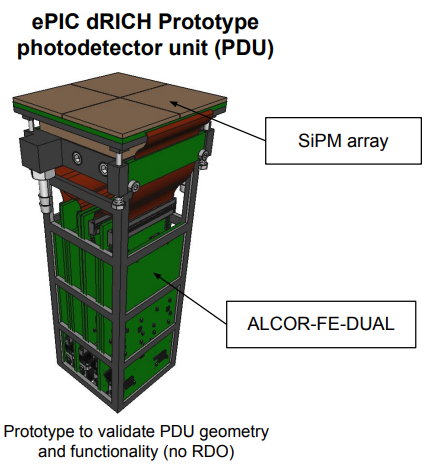 ePIC dRICH Prototype
photodetector unit (PDU)
SiPM array
ALCOR-FE-DUAL
Prototype to validate PDU geometry
and functionality (no RDO)